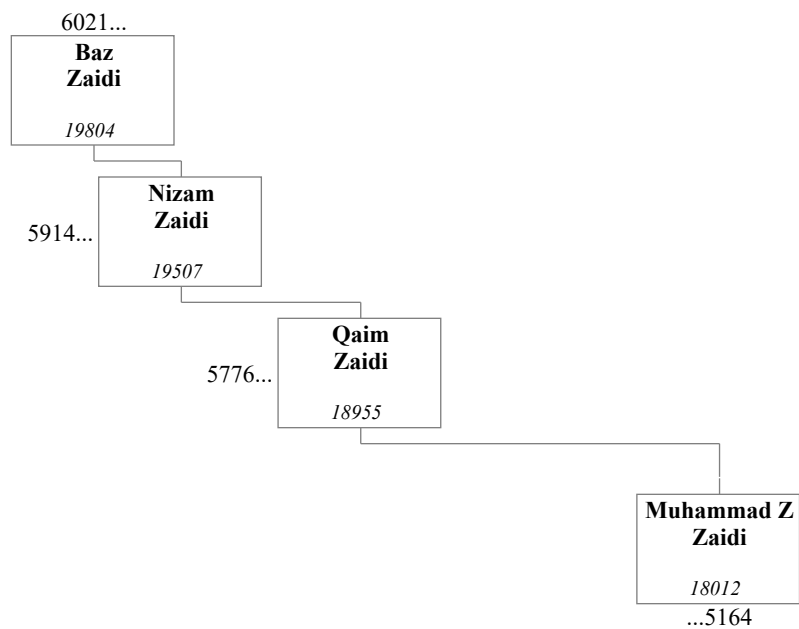 6021...
Baz
Zaidi
19804
Nizam
Zaidi
5914...
19507
Qaim
Zaidi
5776...
18955
Muhammad Z
Zaidi
18012
...5164